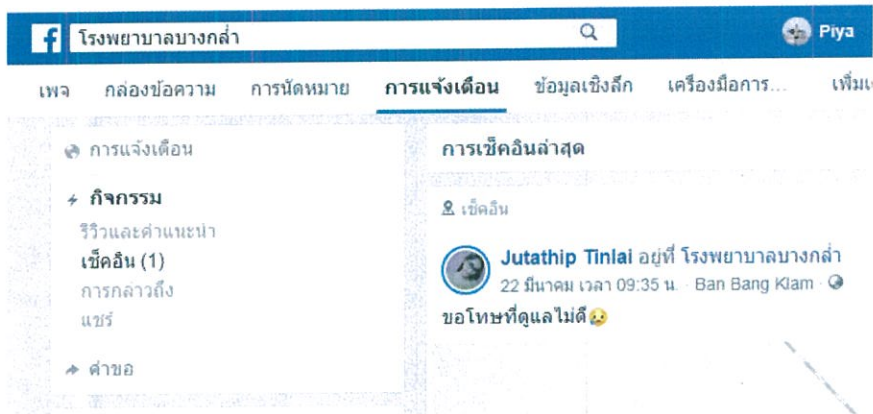 f โรงพยาบาลบางกล่ำ Piya
เพจ กล่องข้อความ การนัดหมาย การแจ้งเตือน ข้อมูลเชิงลึก เครื่องมือการ... เพิ่มเ
การแจ้งเตือน
กิจกรรม
รีวิวและคำแนะนำ
เช็คอิน (1)
การกล่าวถึง
แชร์
คำขอ
การเช็คอินล่าสุด
เช็คอิน
Jutathip Tinlai อยู่ที่ โรงพยาบาลบางกล่ำ
22 มีนาคม เวลา 09:35 น. · Ban Bang Klam ·
ขอโทษที่ดูแลไม่ดี😥